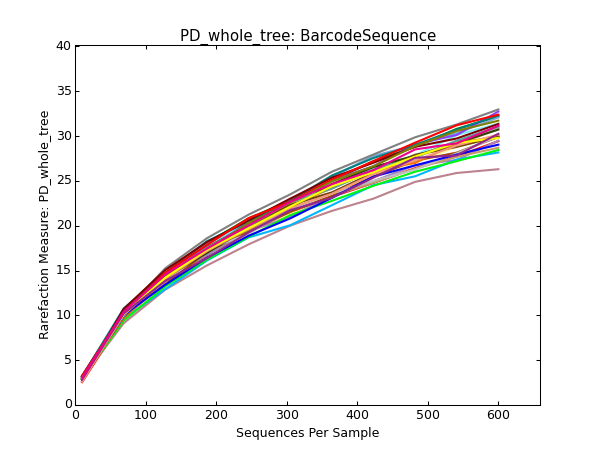 PD_whole_tree: BarcodeSequence
40
35
30
25
20
15
10
5
0
Rarefaction Measure: PD_whole_tree
0 100 200 300 400 500 600
Sequences Per Sample